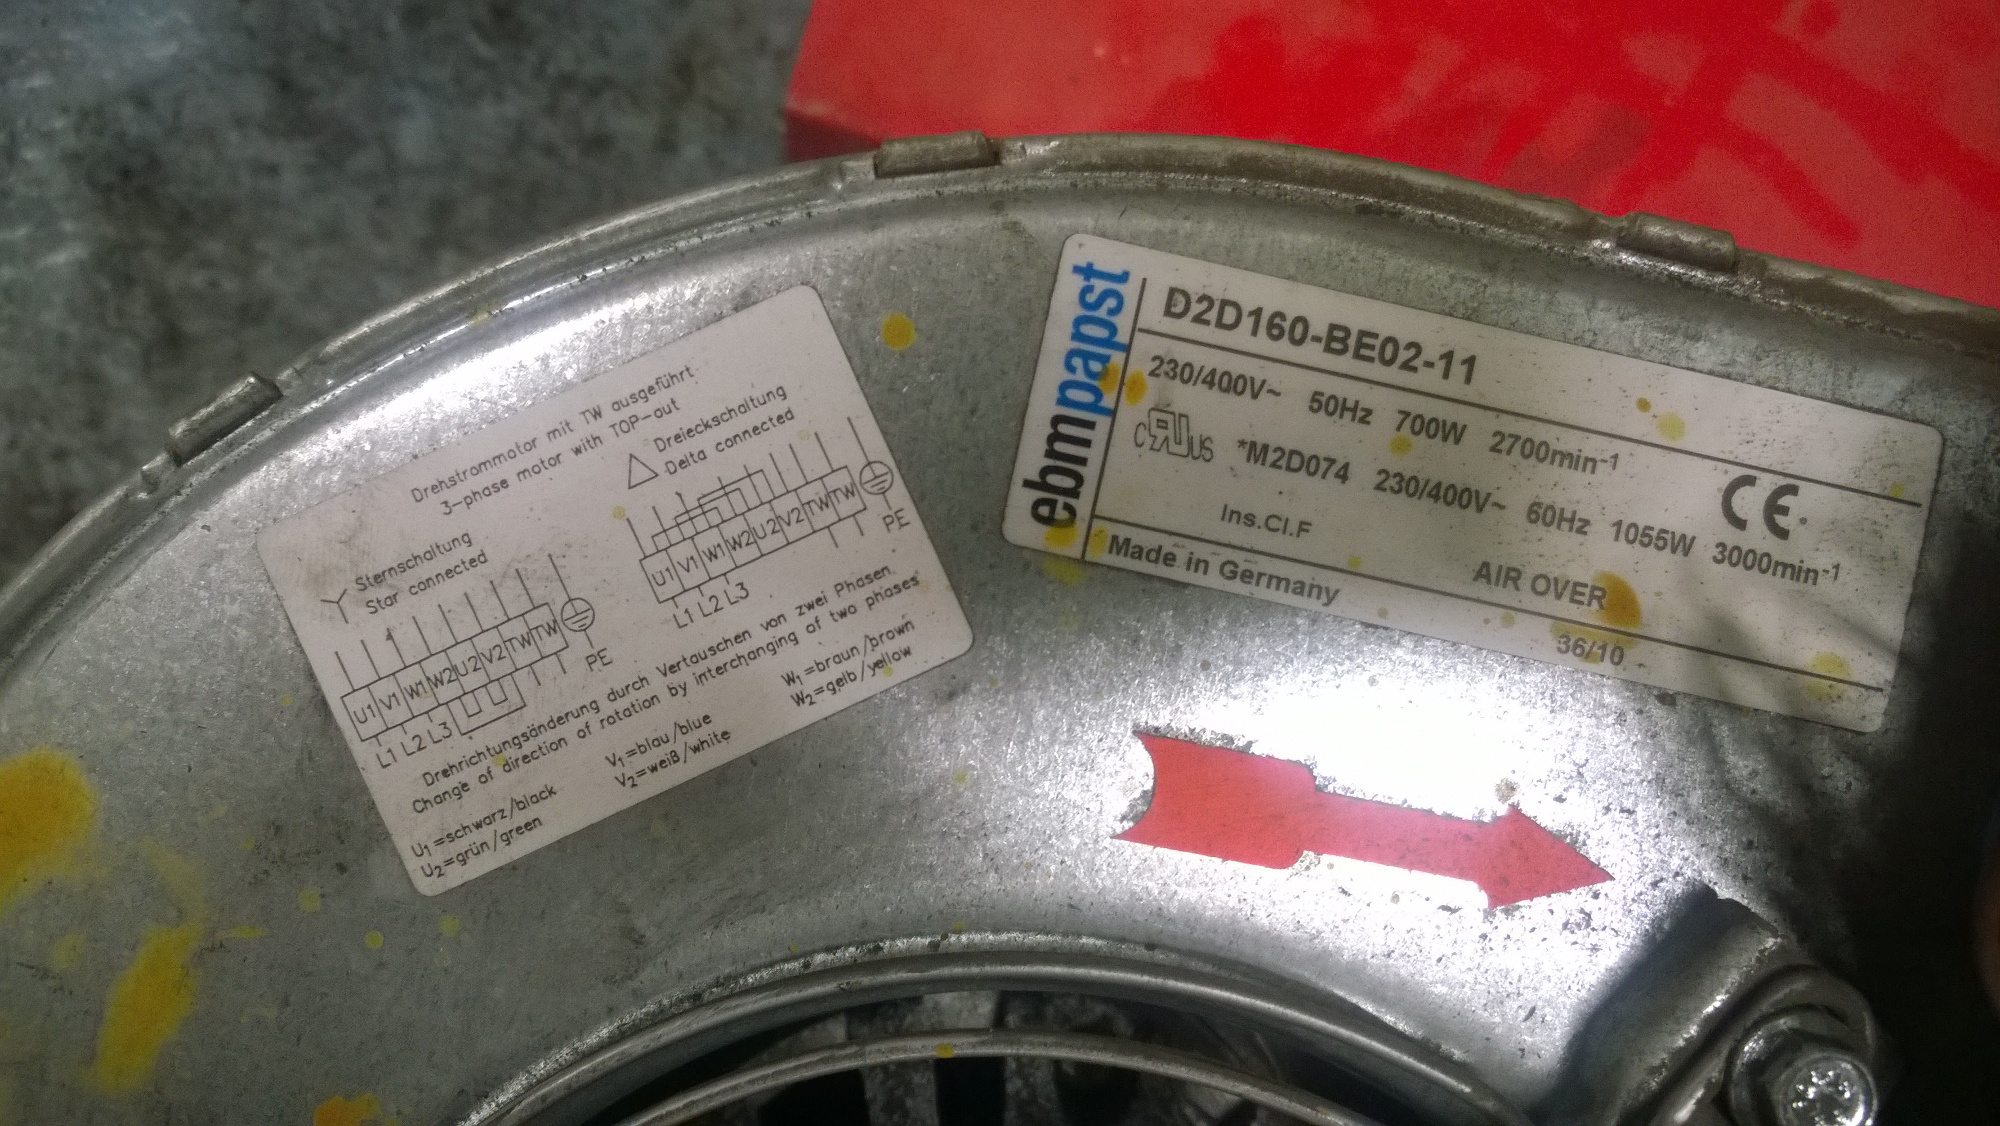 Drehstrommotor mit TW ausgeführt
3-phase motor with TOP-out
Sternschaltung
Star connected
U1 V1 W1 W2 U2 V2 TW TW
PE
L1 L2 L3
Dreieckschaltung
Delta connected
U1 V1 W1 W2 U2 V2 TW TW
PE
L1 L2 L3
Drehrichtungsänderung durch Vertauschen von zwei Phasen
Change of direction of rotation by interchanging of two phases
U1=schwarz/black V1=blau/blue W1=braun/brown
U2=grün/green V2=weiß/white W2=gelb/yellow
ebmpapst
D2D160-BE02-11
230/400V~ 50Hz 700W 2700min-1
cRUus *M2D074 230/400V~ 60Hz 1055W 3000min-1
CE
Ins.Cl.F AIR OVER
Made in Germany 36/10